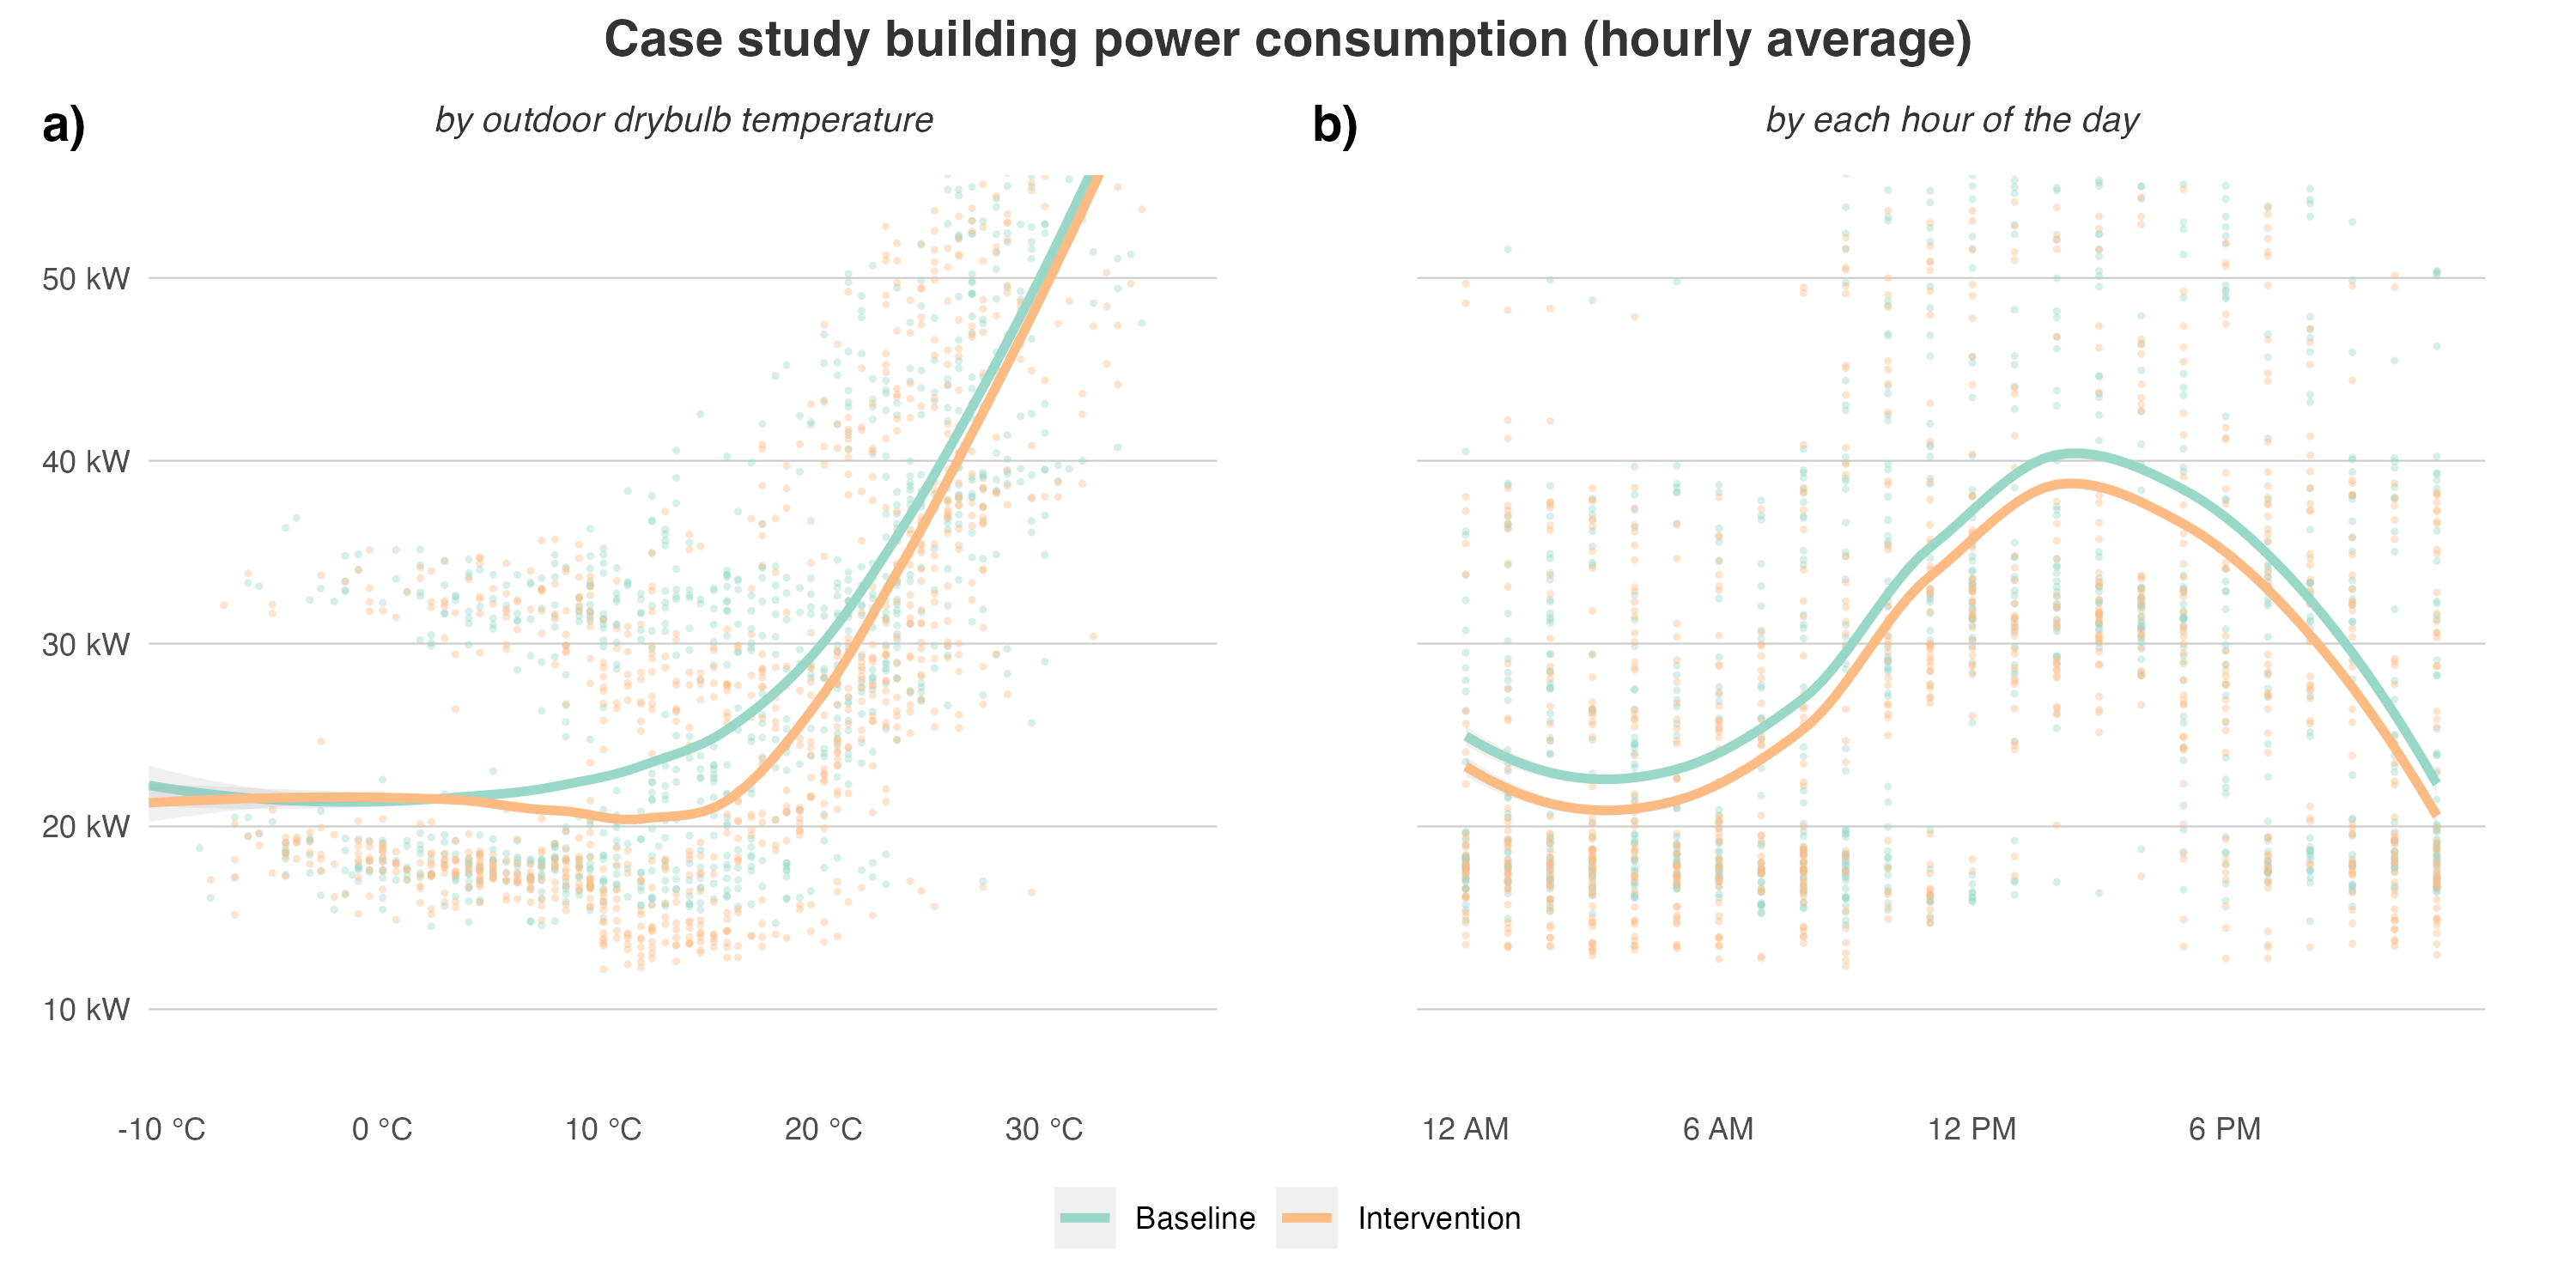 Case study building power consumption (hourly average)
a)
by outdoor drybulb temperature
50 kW
40 kW
30 kW
20 kW
10 kW
-10 °C 0 °C 10 °C 20 °C 30 °C
b)
by each hour of the day
12 AM 6 AM 12 PM 6 PM
Baseline Intervention